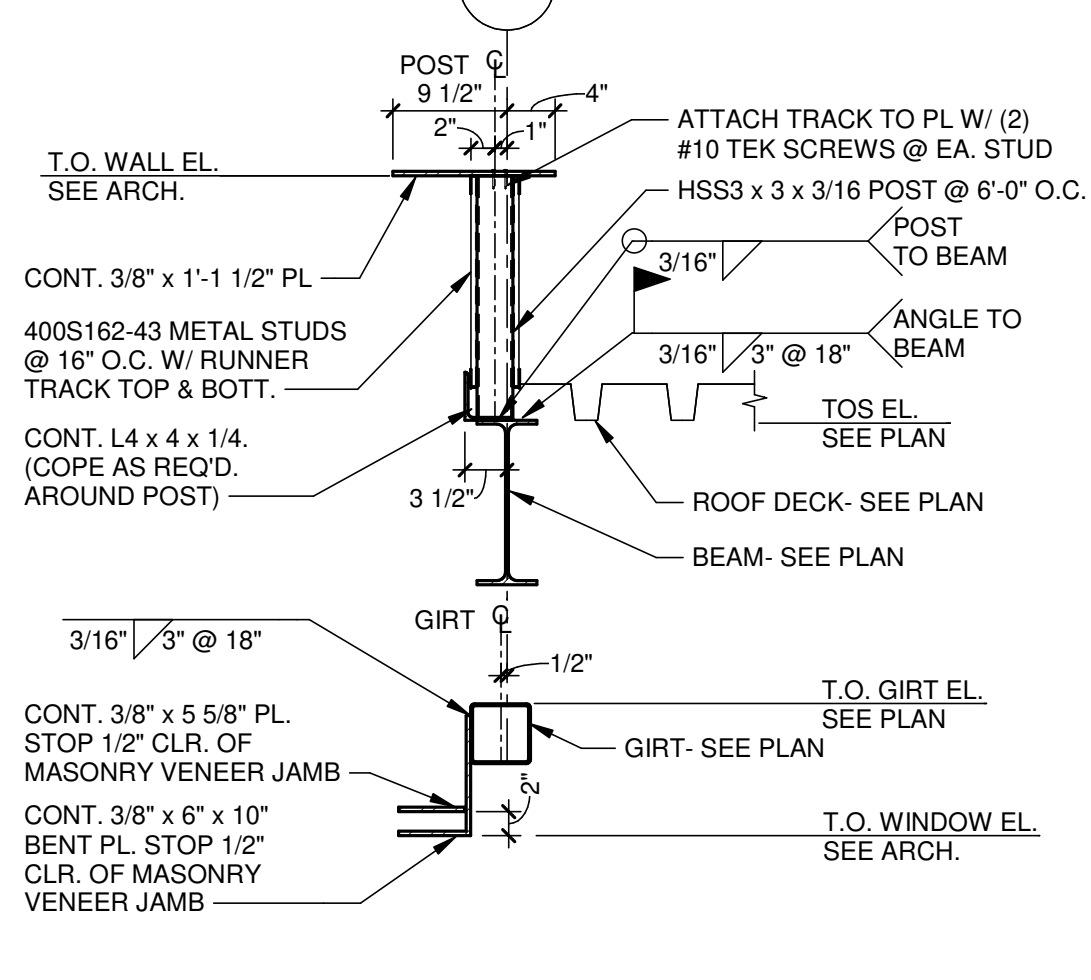 POST ℄
9 1/2"
4"
2"
1"
ATTACH TRACK TO PL W/ (2)
#10 TEK SCREWS @ EA. STUD
T.O. WALL EL.
SEE ARCH.
HSS3 x 3 x 3/16 POST @ 6'-0" O.C.
3/16"
POST
TO BEAM
CONT. 3/8" x 1'-1 1/2" PL
400S162-43 METAL STUDS
@ 16" O.C. W/ RUNNER
TRACK TOP & BOTT.
3/16"
3" @ 18"
ANGLE TO
BEAM
TOS EL.
SEE PLAN
CONT. L4 x 4 x 1/4.
(COPE AS REQ'D.
AROUND POST)
3 1/2"
ROOF DECK- SEE PLAN
BEAM- SEE PLAN
GIRT ℄
3/16"
3" @ 18"
1/2"
T.O. GIRT EL.
SEE PLAN
CONT. 3/8" x 5 5/8" PL.
STOP 1/2" CLR. OF
MASONRY VENEER JAMB
GIRT- SEE PLAN
2"
CONT. 3/8" x 6" x 10"
BENT PL. STOP 1/2"
CLR. OF MASONRY
VENEER JAMB
T.O. WINDOW EL.
SEE ARCH.